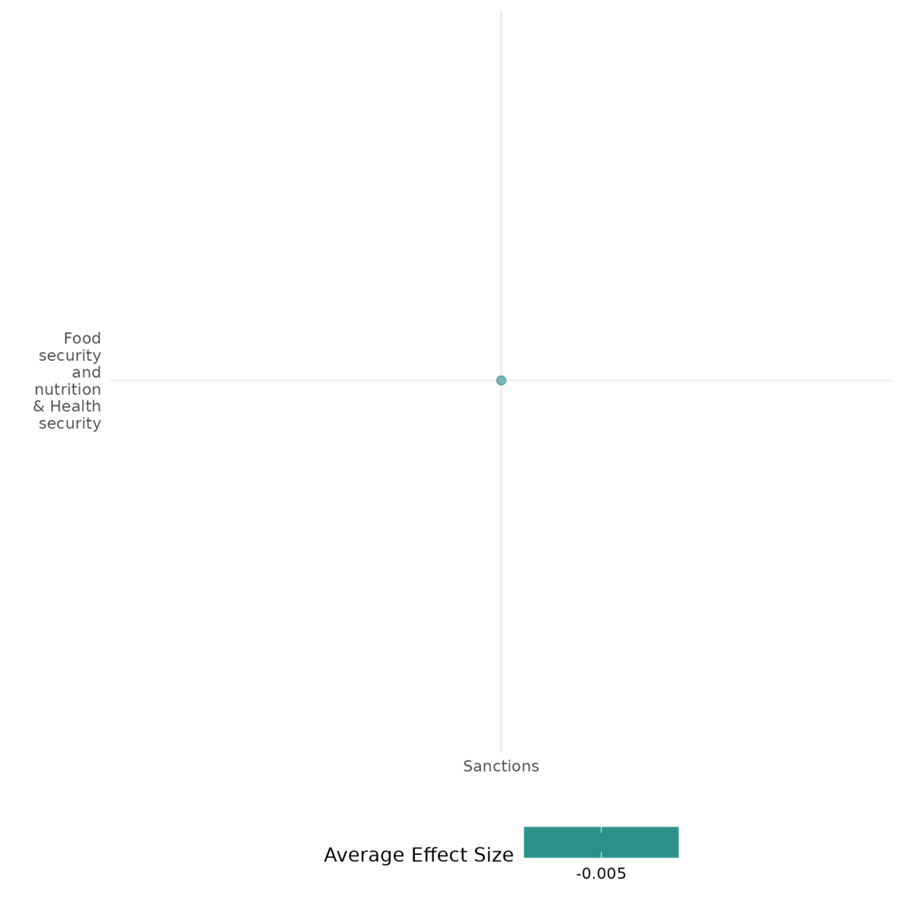 Food
security
and
nutrition
& Health
security
Sanctions
Average Effect Size
-0.005